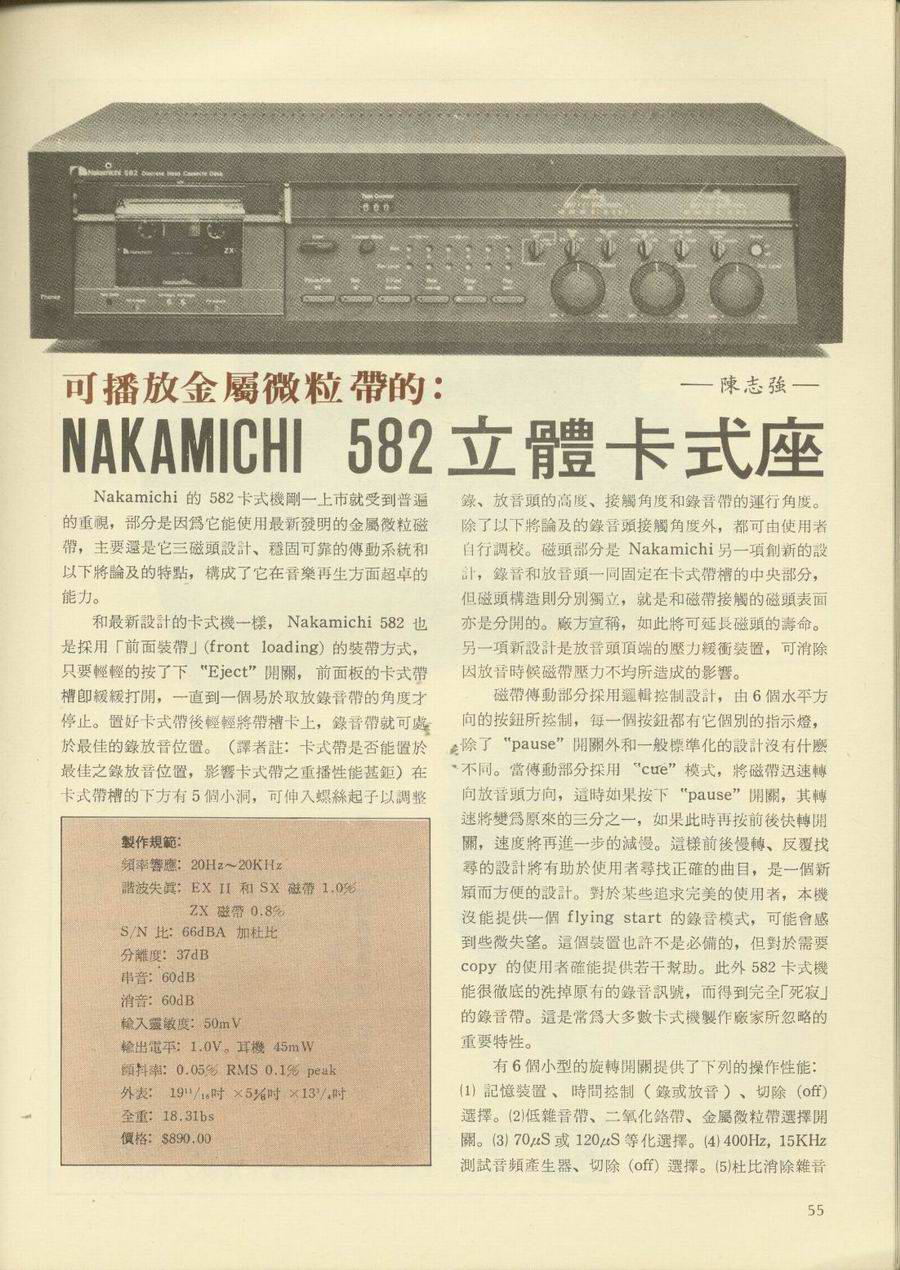 Nakamichi 582 Discrete Head Cassette Deck
Tape Counter
ZX
Phones
可播放金屬微粒帶的：
—陳志強—
NAKAMICHI 582 立體卡式座
Nakamichi 的 582 卡式機剛一上市就受到普遍
的重視，部分是因爲它能使用最新發明的金屬微粒磁
帶，主要還是它三磁頭設計、穩固可靠的傳動系統和
以下將論及的特點，構成了它在音樂再生方面超卓的
能力。
和最新設計的卡式機一樣， Nakamichi 582 也
是採用「前面裝帶」(front loading) 的裝帶方式，
只要輕輕的按了下 “Eject” 開關， 前面板的卡式帶
槽卽緩緩打開，一直到一個易於取放錄音帶的角度才
停止。置好卡式帶後輕輕將帶槽卡上，錄音帶就可處
於最佳的錄放音位置。（譯者註：卡式帶是否能置於
最佳之錄放音位置，影響卡式帶之重播性能甚鉅）在
卡式帶槽的下方有 5 個小洞，可伸入螺絲起子以調整
製作規範：
頻率響應：20Hz～20KHz
諧波失眞：EX II 和 SX 磁帶 1.0%
ZX 磁帶 0.8%
S/N 比：66dBA 加杜比
分離度：37dB
串音：60dB
消音：60dB
輸入靈敏度：50mV
輸出電平：1.0V。耳機 45mW
顫抖率：0.05% RMS 0.1% peak
外表： 19¹¹/₁₆吋 ×5⅜吋 ×13¹/₄吋
全重：18.31bs
價格：$890.00
錄、放音頭的高度、接觸角度和錄音帶的運行角度。
除了以下將論及的錄音頭接觸角度外，都可由使用者
自行調校。磁頭部分是 Nakamichi 另一項創新的設
計，錄音和放音頭一同固定在卡式帶槽的中央部分，
但磁頭構造則分別獨立，就是和磁帶接觸的磁頭表面
亦是分開的。廠方宣稱，如此將可延長磁頭的壽命。
另一項新設計是放音頭頂端的壓力緩衝裝置，可消除
因放音時候磁帶壓力不均所造成的影響。
磁帶傳動部分採用邏輯控制設計，由 6 個水平方
向的按鈕所控制，每一個按鈕都有它個別的指示燈，
除了 “pause” 開關外和一般標準化的設計沒有什麼
不同。當傳動部分採用 “cue” 模式，將磁帶迅速轉
向放音頭方向，這時如果按下 “pause” 開關，其轉
速將變爲原來的三分之一，如果此時再按前後快轉開
關，速度將再進一步的減慢。這樣前後慢轉、反覆找
尋的設計將有助於使用者尋找正確的曲目，是一個新
穎而方便的設計。對於某些追求完美的使用者，本機
沒能提供一個 flying start 的錄音模式，可能會感
到些微失望。這個裝置也許不是必備的，但對於需要
copy 的使用者確能提供若干幫助。此外 582 卡式機
能很徹底的洗掉原有的錄音訊號，而得到完全「死寂」
的錄音帶。這是常爲大多數卡式機製作廠家所忽略的
重要特性。
有 6 個小型的旋轉開關提供了下列的操作性能：
(1) 記憶裝置 、 時間控制 （ 錄或放音 ） 、切除 (off)
選擇。(2)低雜音帶、二氧化鉻帶、金屬微粒帶選擇開
關。(3) 70μS 或 120μS 等化選擇。(4) 400Hz, 15KHz
測試音頻產生器、切除 (off) 選擇。(5)杜比消除雜音
55